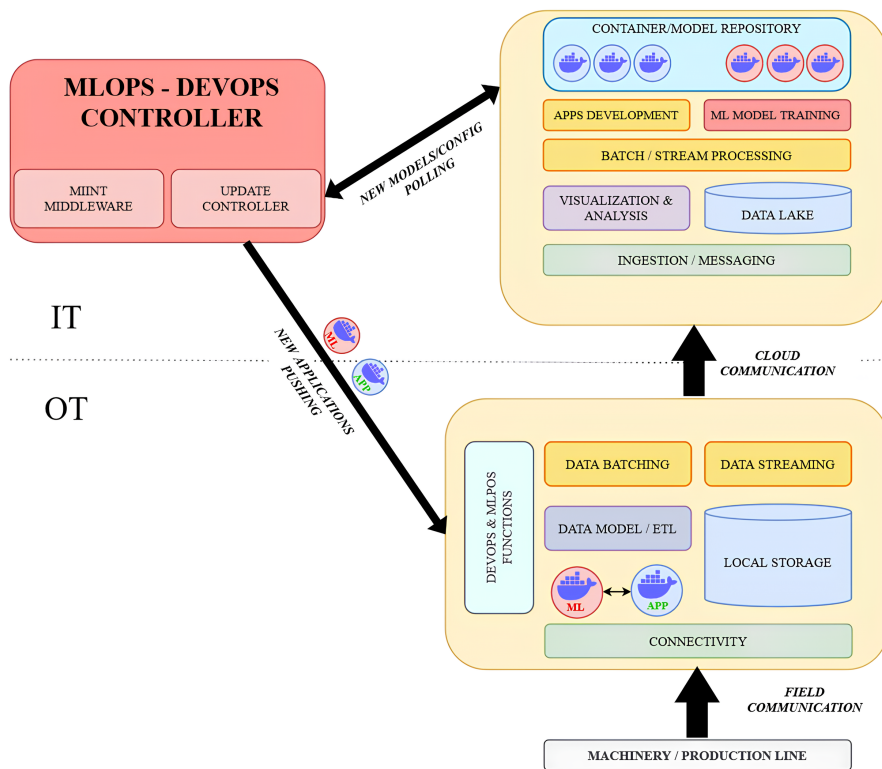 MLOPS - DEVOPS
CONTROLLER
MIINT
MIDDLEWARE
UPDATE
CONTROLLER
NEW MODELS/CONFIG
POLLING
CONTAINER/MODEL REPOSITORY
APPS DEVELOPMENT
ML MODEL TRAINING
BATCH / STREAM PROCESSING
VISUALIZATION &
ANALYSIS
DATA LAKE
INGESTION / MESSAGING
IT
OT
ML
APP
NEW APPLICATIONS
PUSHING
CLOUD
COMMUNICATION
DEVOPS & MLPOS
FUNCTIONS
DATA BATCHING
DATA STREAMING
DATA MODEL / ETL
LOCAL STORAGE
ML
APP
CONNECTIVITY
FIELD
COMMUNICATION
MACHINERY / PRODUCTION LINE